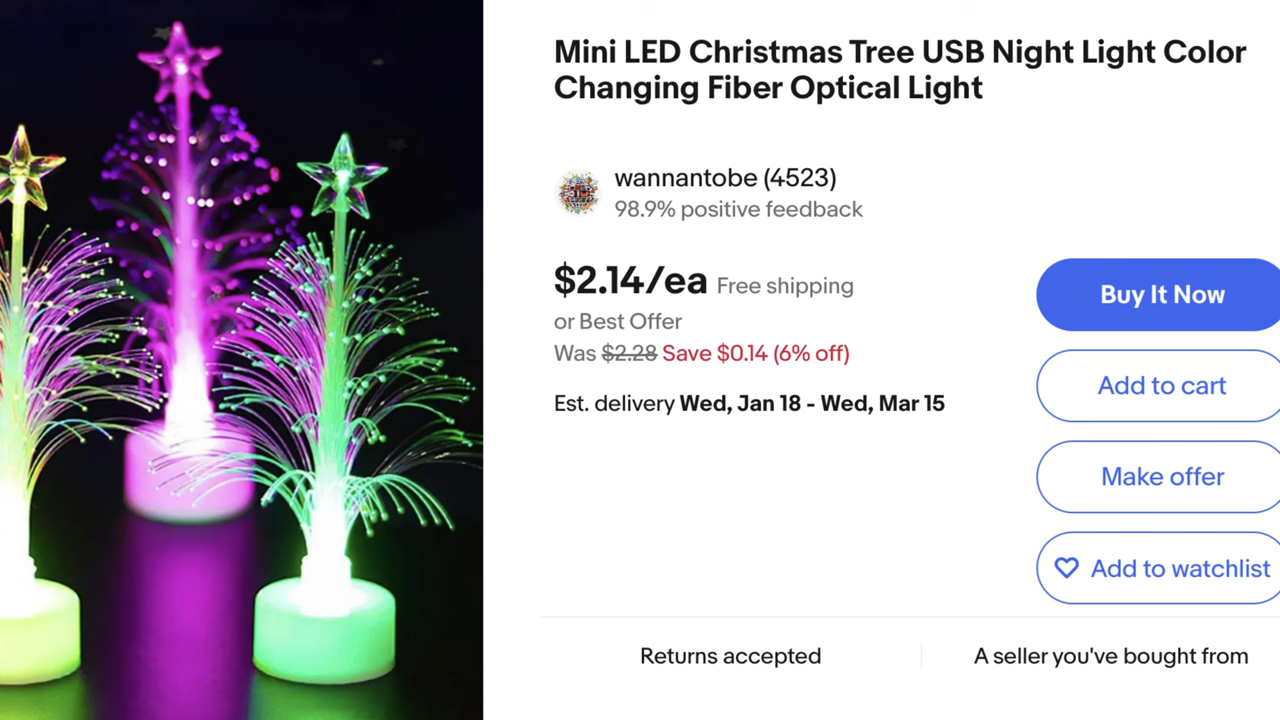 Mini LED Christmas Tree USB Night Light Color
Changing Fiber Optical Light
wannantobe (4523)
98.9% positive feedback
$2.14/ea Free shipping
or Best Offer
Was $2.28 Save $0.14 (6% off)
Est. delivery Wed, Jan 18 - Wed, Mar 15
Buy It Now
Add to cart
Make offer
Add to watchlist
Returns accepted
A seller you've bought from